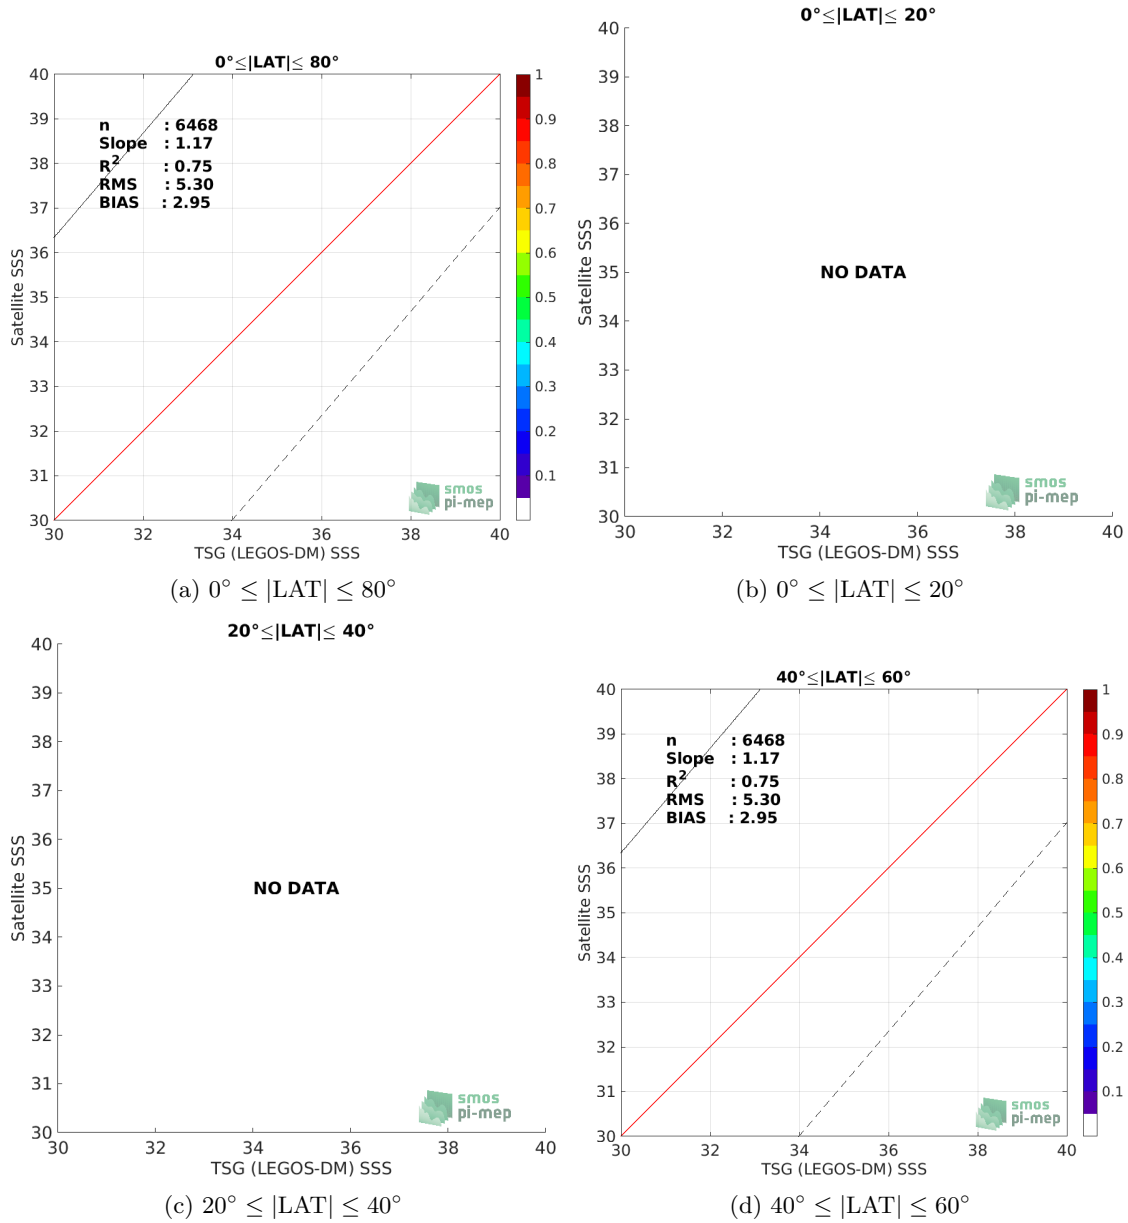 0°≤|LAT|≤ 80°
n : 6468
Slope : 1.17
R² : 0.75
RMS : 5.30
BIAS : 2.95
40
39
38
37
36
35
34
33
32
31
30
Satellite SSS
30 32 34 36 38 40
TSG (LEGOS-DM) SSS
1
0.9
0.8
0.7
0.6
0.5
0.4
0.3
0.2
0.1
smos
pi-mep
(a) 0° ≤ |LAT| ≤ 80°
0°≤|LAT|≤ 20°
40
39
38
37
36
35
34
33
32
31
30
Satellite SSS
NO DATA
smos
pi-mep
30 32 34 36 38 40
TSG (LEGOS-DM) SSS
(b) 0° ≤ |LAT| ≤ 20°
20°≤|LAT|≤ 40°
40
39
38
37
36
35
34
33
32
31
30
Satellite SSS
NO DATA
smos
pi-mep
30 32 34 36 38 40
TSG (LEGOS-DM) SSS
(c) 20° ≤ |LAT| ≤ 40°
40°≤|LAT|≤ 60°
n : 6468
Slope : 1.17
R² : 0.75
RMS : 5.30
BIAS : 2.95
40
39
38
37
36
35
34
33
32
31
30
Satellite SSS
30 32 34 36 38 40
TSG (LEGOS-DM) SSS
1
0.9
0.8
0.7
0.6
0.5
0.4
0.3
0.2
0.1
smos
pi-mep
(d) 40° ≤ |LAT| ≤ 60°